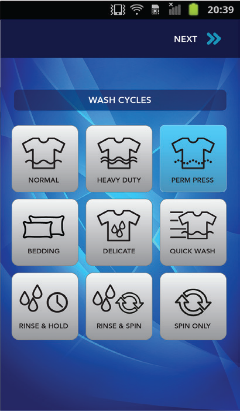 20:39
NEXT
WASH CYCLES
NORMAL
HEAVY DUTY
PERM PRESS
BEDDING
DELICATE
QUICK WASH
RINSE & HOLD
RINSE & SPIN
SPIN ONLY